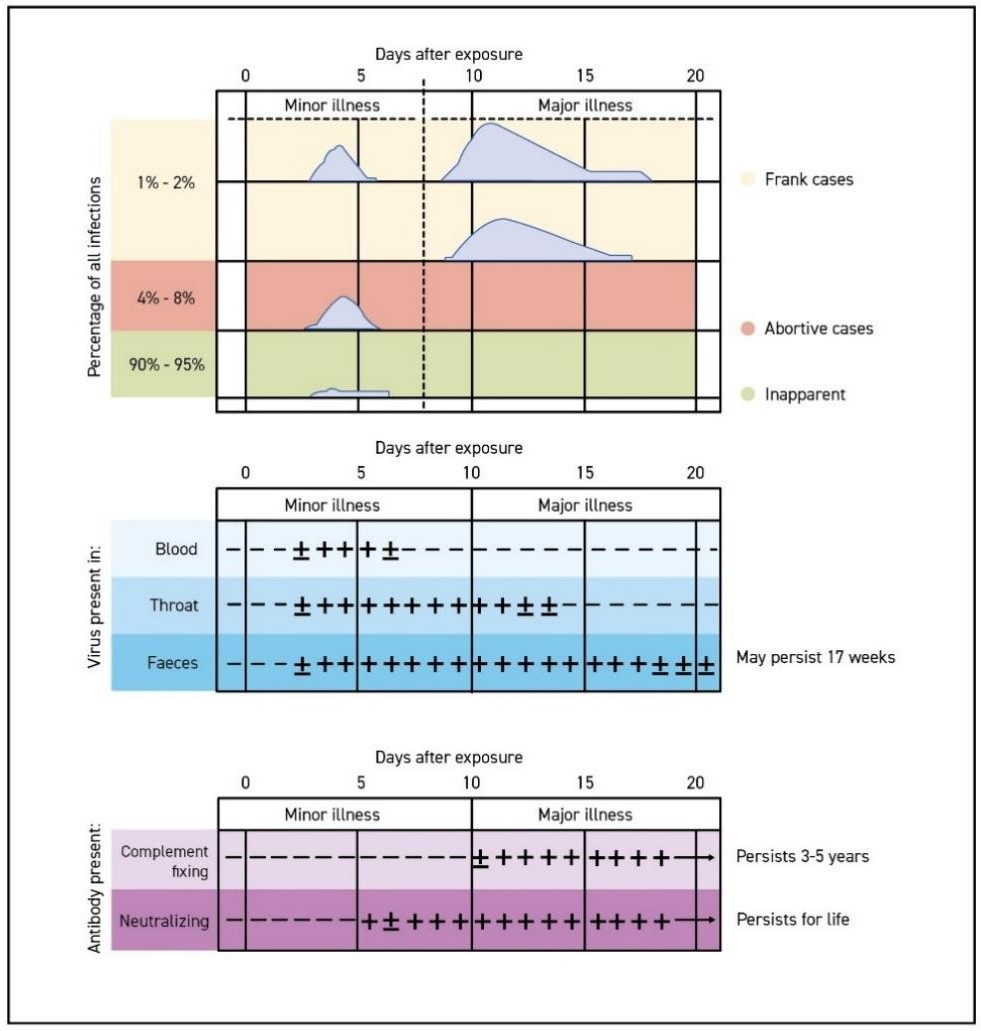 Days after exposure
0 5 10 15 20
Minor illness Major illness
Percentage of all infections
1% - 2%
Frank cases
4% - 8%
Abortive cases
90% - 95%
Inapparent
Days after exposure
0 5 10 15 20
Minor illness Major illness
Virus present in:
Blood - - - ± + + + ± - - - - - - - - - - - - - -
Throat - - - ± + + + + + + + + + ± ± - - - - - - -
Faeces - - - ± + + + + + + + + + + + + + + + ± ± ±
May persist 17 weeks
Days after exposure
0 5 10 15 20
Minor illness Major illness
Antibody present:
Complement
fixing
± + + + + + + + +
Persists 3-5 years
Neutralizing
+ ± + + + + + + + + + + + +
Persists for life